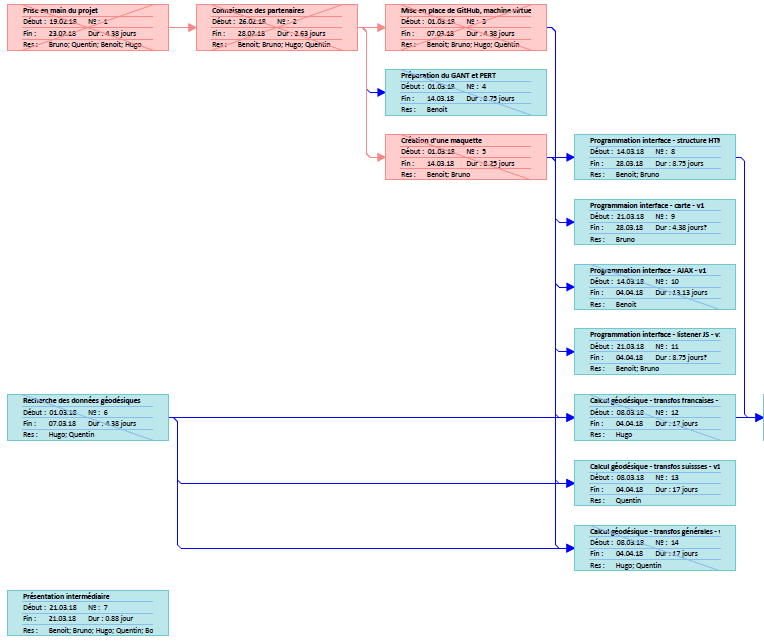 Prise en main du projet
Début : 19.02.18 N° : 1
Fin : 23.02.18 Dur : 4.38 jours
Res : Bruno; Quentin; Benoit; Hugo
Connaisance des partenaires
Début : 26.02.18 N° : 2
Fin : 28.02.18 Dur : 2.63 jours
Res : Benoit; Bruno; Hugo; Quentin
Mise en place de GitHub, machine virtue
Début : 01.03.18 N° : 3
Fin : 07.03.18 Dur : 4.38 jours
Res : Benoit; Bruno; Hugo; Quentin
Préparation du GANT et PERT
Début : 01.03.18 N° : 4
Fin : 14.03.18 Dur : 8.75 jours
Res : Benoit
Création d'une maquette
Début : 01.03.18 N° : 5
Fin : 14.03.18 Dur : 8.25 jours
Res : Benoit; Bruno
Programmation interface - structure HTM
Début : 14.03.18 N° : 8
Fin : 28.03.18 Dur : 8.75 jours
Res : Benoit; Bruno
Programmaion interface - carte - v1
Début : 21.03.18 N° : 9
Fin : 28.03.18 Dur : 4.38 jours?
Res : Bruno
Programmation interface - AJAX - v1
Début : 14.03.18 N° : 10
Fin : 04.04.18 Dur : 13.13 jours
Res : Benoit
Programmation interface - listener JS - v:
Début : 21.03.18 N° : 11
Fin : 04.04.18 Dur : 8.75 jours?
Res : Benoit; Bruno
Recherche des données géodésiques
Début : 01.03.18 N° : 6
Fin : 07.03.18 Dur : 4.38 jours
Res : Hugo; Quentin
Calcul géodésique - transfos francaises -
Début : 08.03.18 N° : 12
Fin : 04.04.18 Dur : 17 jours
Res : Hugo
Calcul géodésique - transfos suissses - v1
Début : 08.03.18 N° : 13
Fin : 04.04.18 Dur : 17 jours
Res : Quentin
Calcul géodésique - transfos générales -
Début : 08.03.18 N° : 14
Fin : 04.04.18 Dur : 17 jours
Res : Hugo; Quentin
Présentation intermédiaire
Début : 21.03.18 N° : 7
Fin : 21.03.18 Dur : 0.88 jour
Res : Benoit; Bruno; Hugo; Quentin; Bo